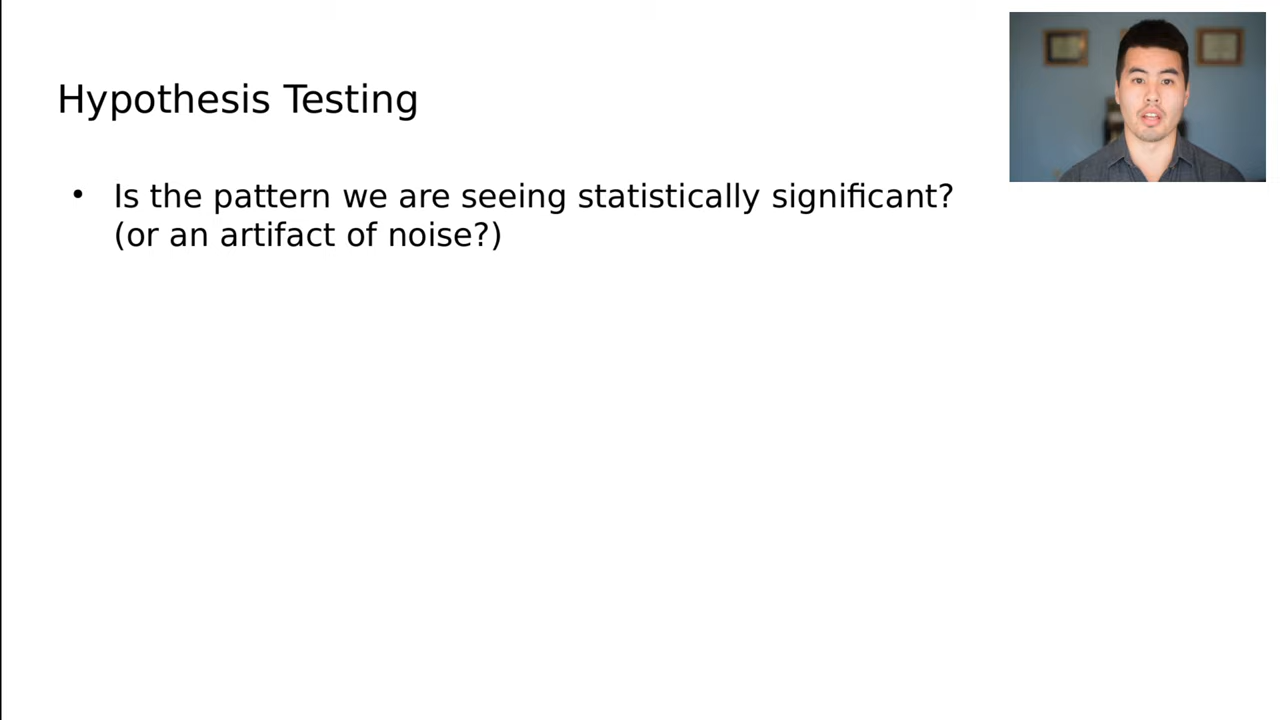 Hypothesis Testing
• Is the pattern we are seeing statistically significant?
(or an artifact of noise?)